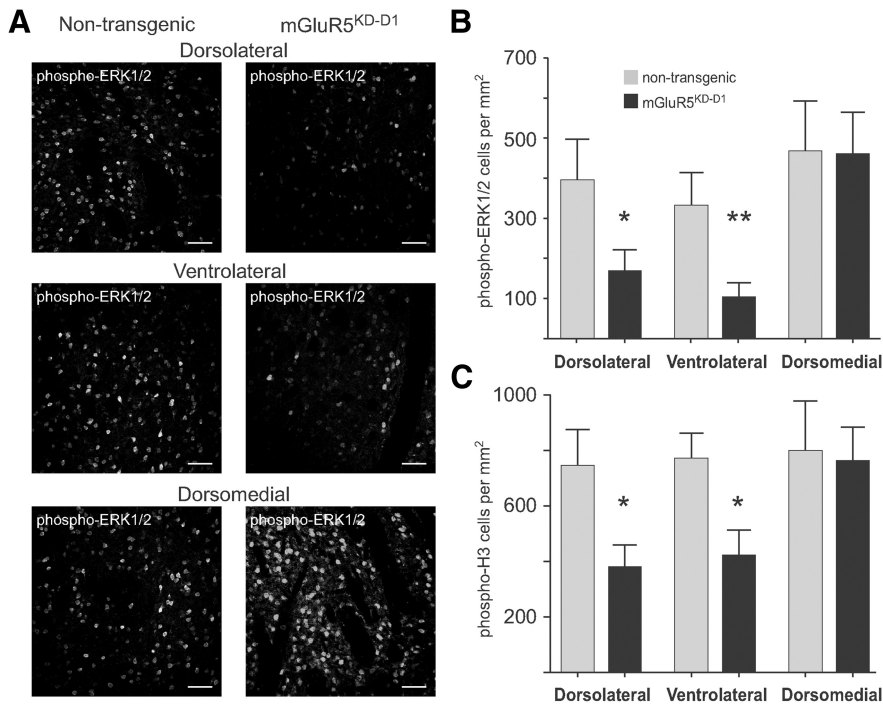 A
Non-transgenic
mGluR5KD-D1
Dorsolateral
phospho-ERK1/2
phospho-ERK1/2
Ventrolateral
phospho-ERK1/2
phospho-ERK1/2
Dorsomedial
phospho-ERK1/2
phospho-ERK1/2
B
phospho-ERK1/2 cells per mm2
700
500
300
100
non-transgenic
mGluR5KD-D1
*
**
Dorsolateral
Ventrolateral
Dorsomedial
C
phospho-H3 cells per mm2
1000
600
200
*
*
Dorsolateral
Ventrolateral
Dorsomedial